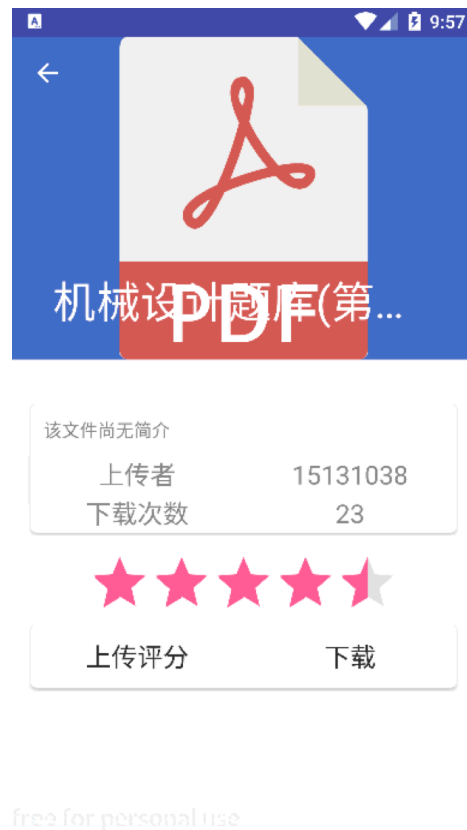 9:57
PDF
机械设计题库(第...
该文件尚无简介
上传者 15131038
下载次数 23
上传评分 下载
free for personal use